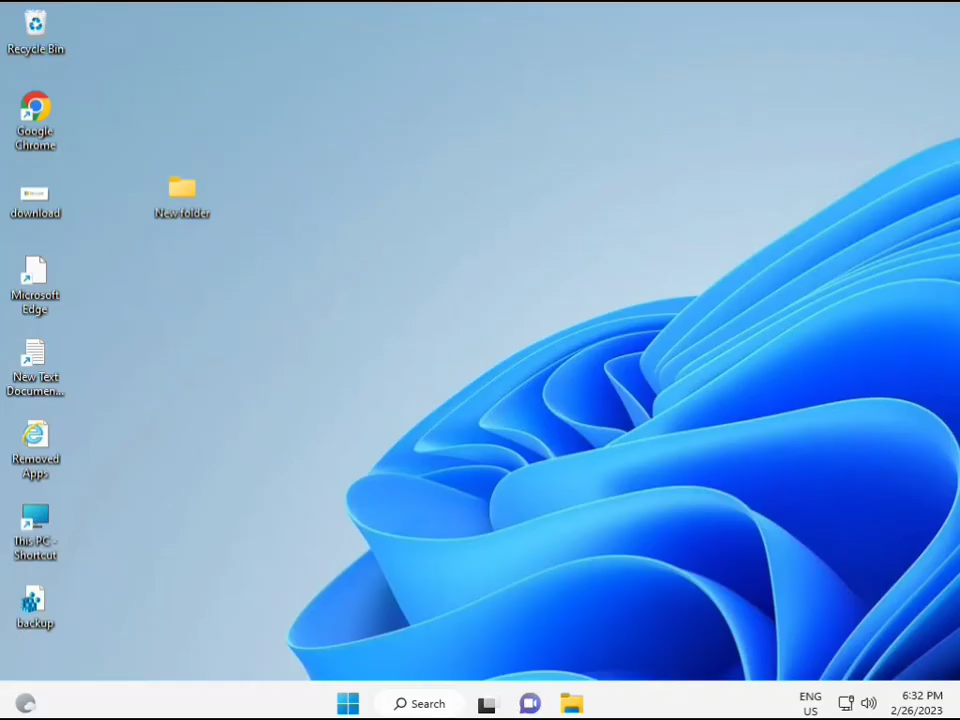 Recycle Bin
Google
Chrome
download
New folder
Microsoft
Edge
New Text
Documen...
Removed
Apps
This PC -
Shortcut
backup
Search
ENG
US
6:32 PM
2/26/2023